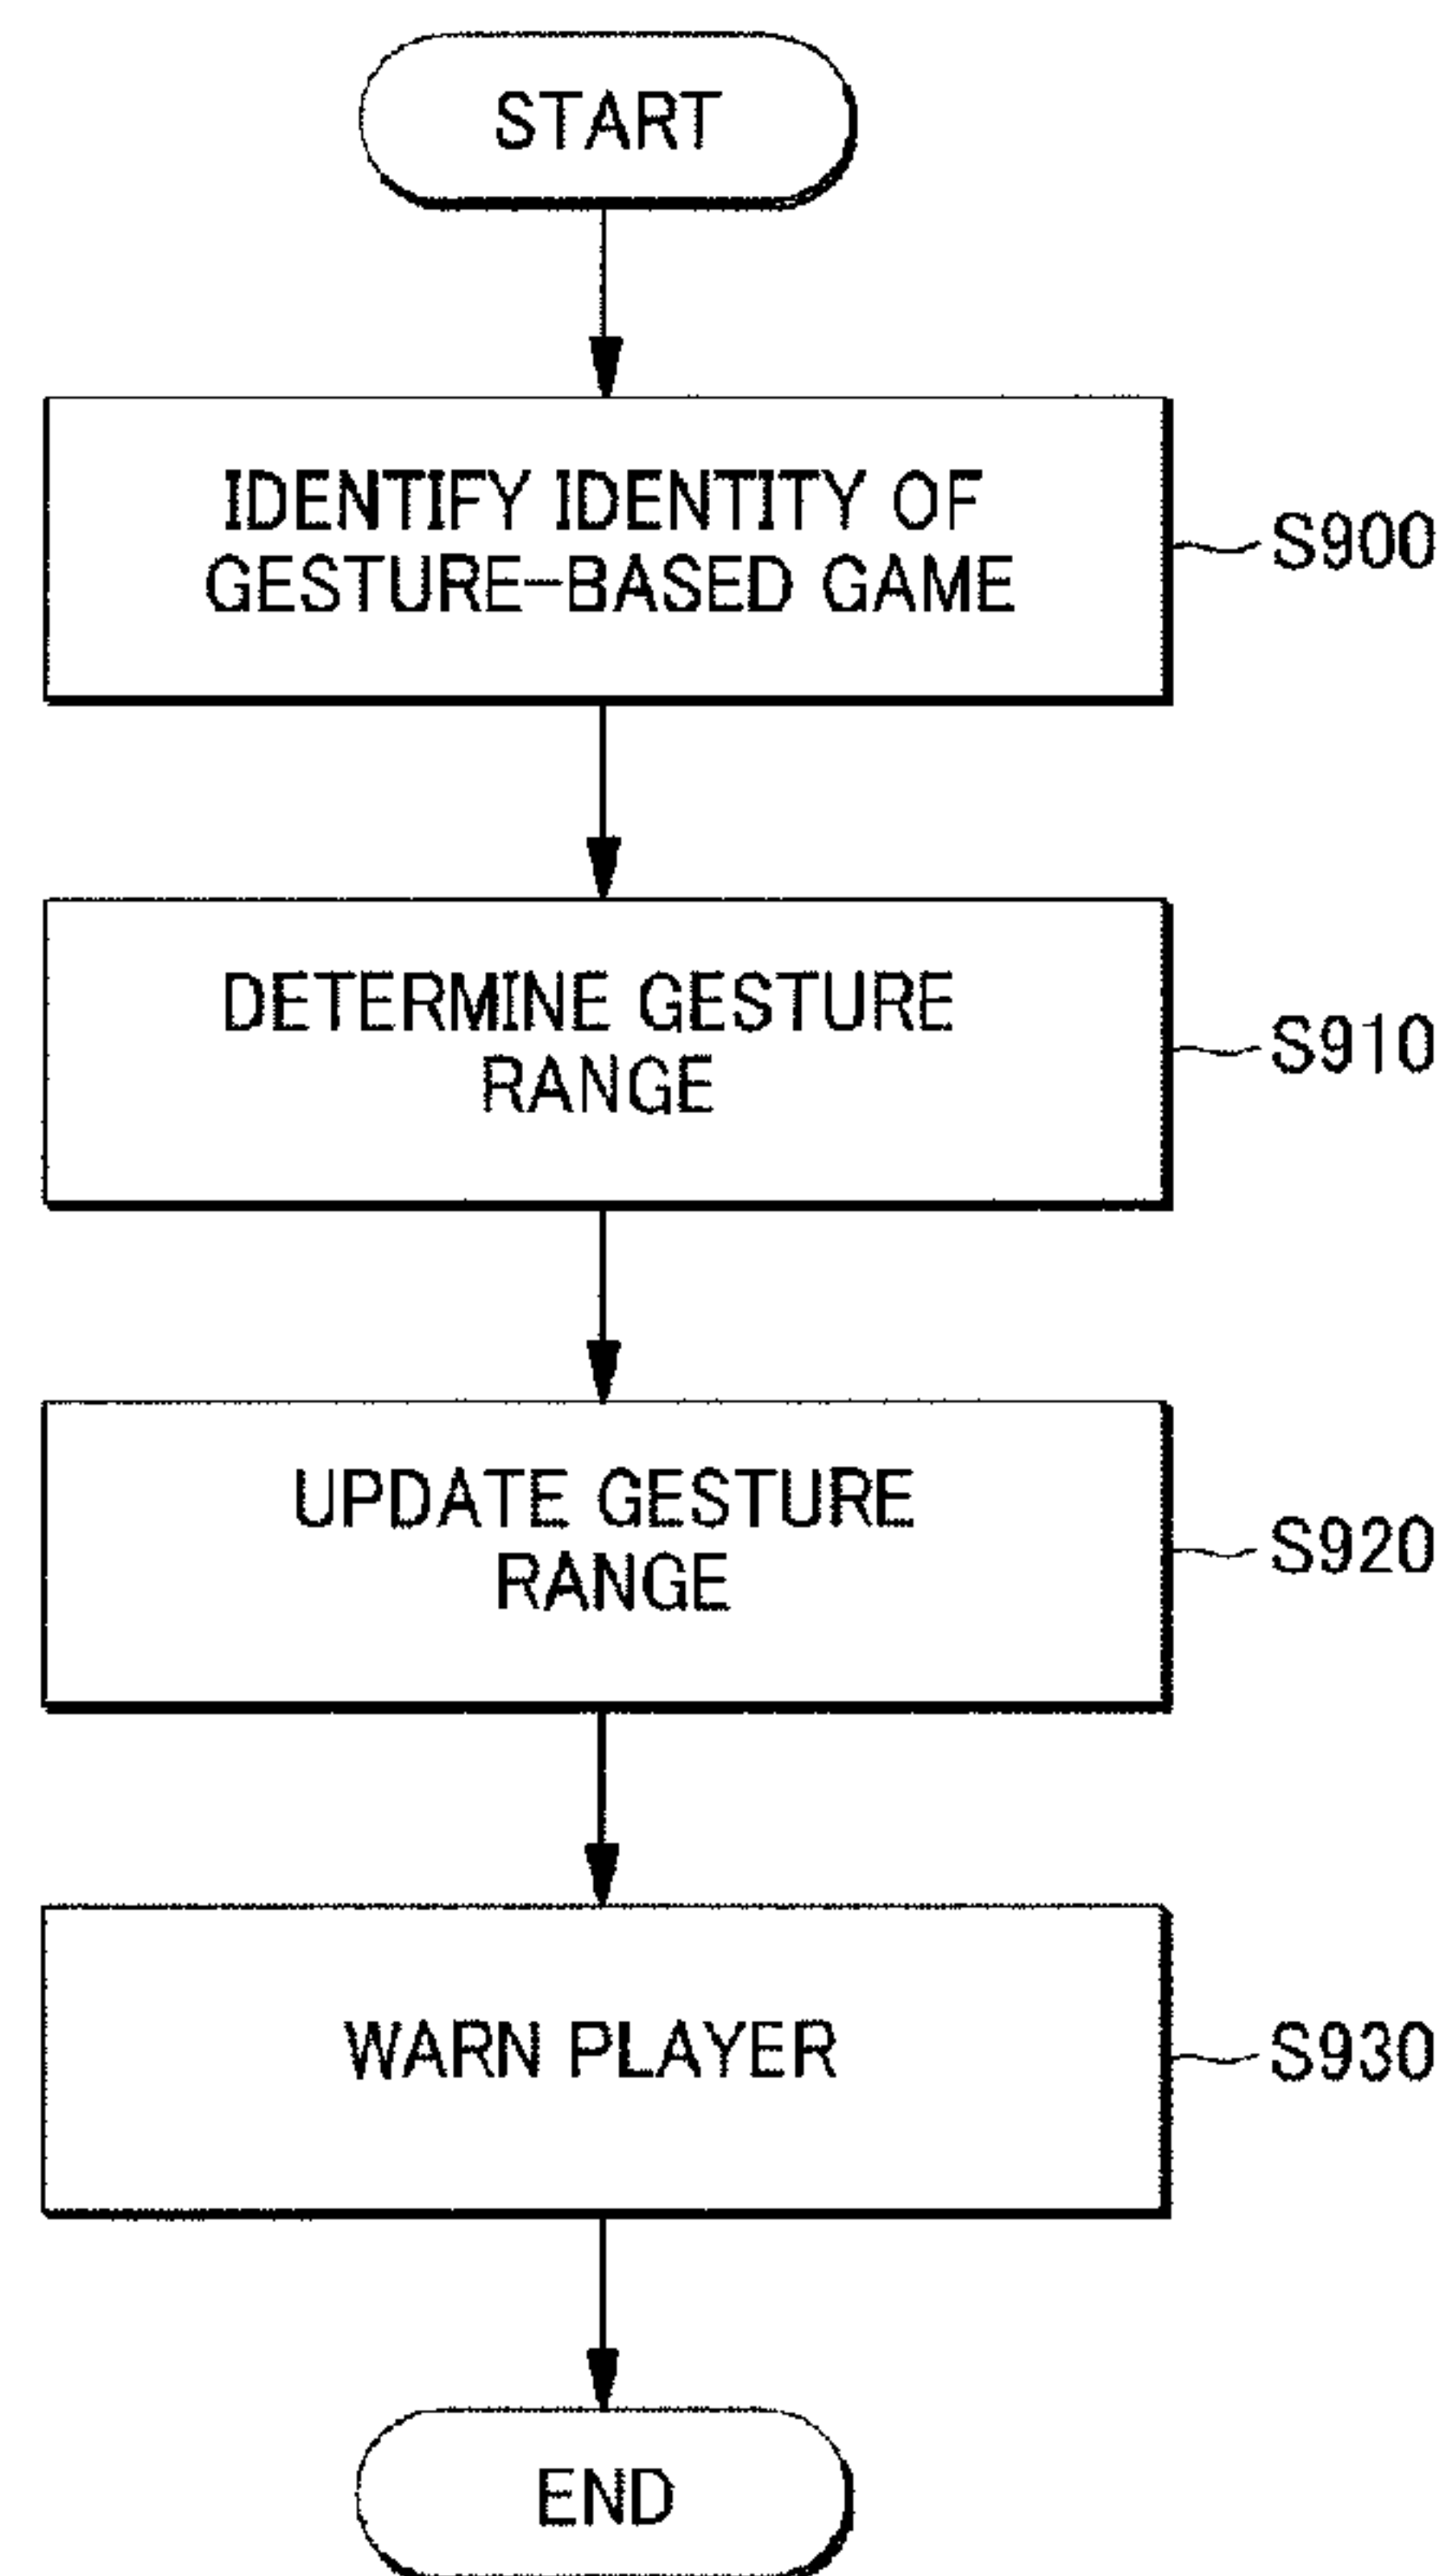 START
IDENTIFY IDENTITY OF
GESTURE-BASED GAME
S900
DETERMINE GESTURE
RANGE
S910
UPDATE GESTURE
RANGE
S920
WARN PLAYER
S930
END